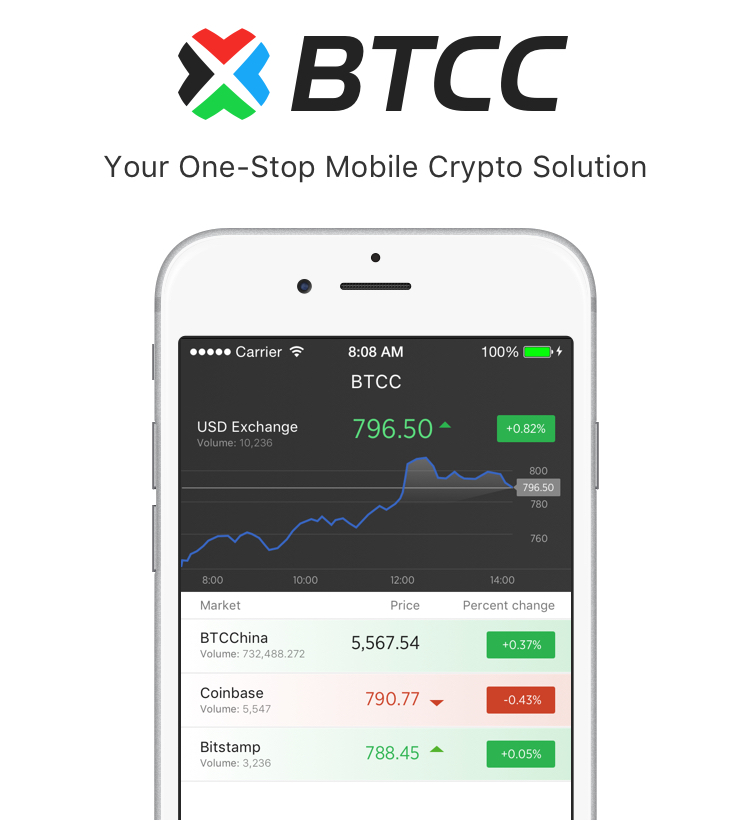 BTCC
Your One-Stop Mobile Crypto Solution
Carrier 8:08 AM 100%
BTCC
USD Exchange 796.50 +0.82%
Volume: 10,236
800
796.50
780
760
8:00 10:00 12:00 14:00
Market Price Percent change
BTCChina 5,567.54 +0.37%
Volume: 732,488.272
Coinbase 790.77 -0.43%
Volume: 5,547
Bitstamp 788.45 +0.05%
Volume: 3,236